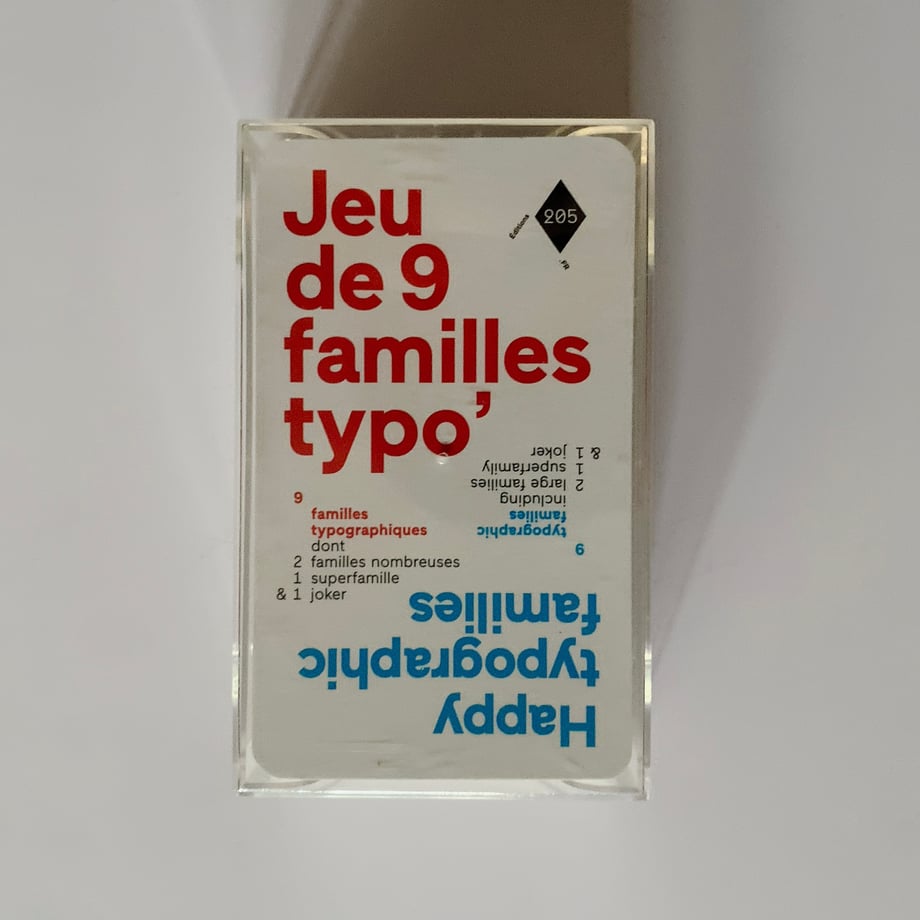 Jeu
de 9
familles
typo’
Éditions
205
.FR
9
familles
typographiques
dont
2 familles nombreuses
1 superfamille
& 1 joker
Happy
typographic
families
9
typographic
families
including
2 large families
1 superfamily
& 1 joker